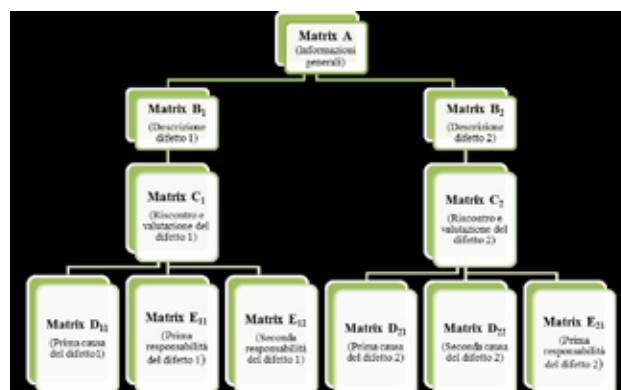 Matrix A
(Informazioni
generali)
Matrix B₂
(Descrizione
difetto 1)
Matrix B₂
(Descrizione
difetto 2)
Matrix C₁
(Riscontro e
valutazione del
difetto 1)
Matrix C₂
(Riscontro e
valutazione del
difetto 2)
Matrix D₁₁
(Prima causa
del difetto1)
Matrix E₁₁
(Prima
responsabilità
del difetto 1)
Matrix E₁₂
(Seconda
responsabilità
del difetto 1)
Matrix D₂₁
(Prima causa
del difetto 2)
Matrix D₂₂
(Seconda causa
del difetto 2)
Matrix E₂₁
(Prima
responsabilità
del difetto 2)